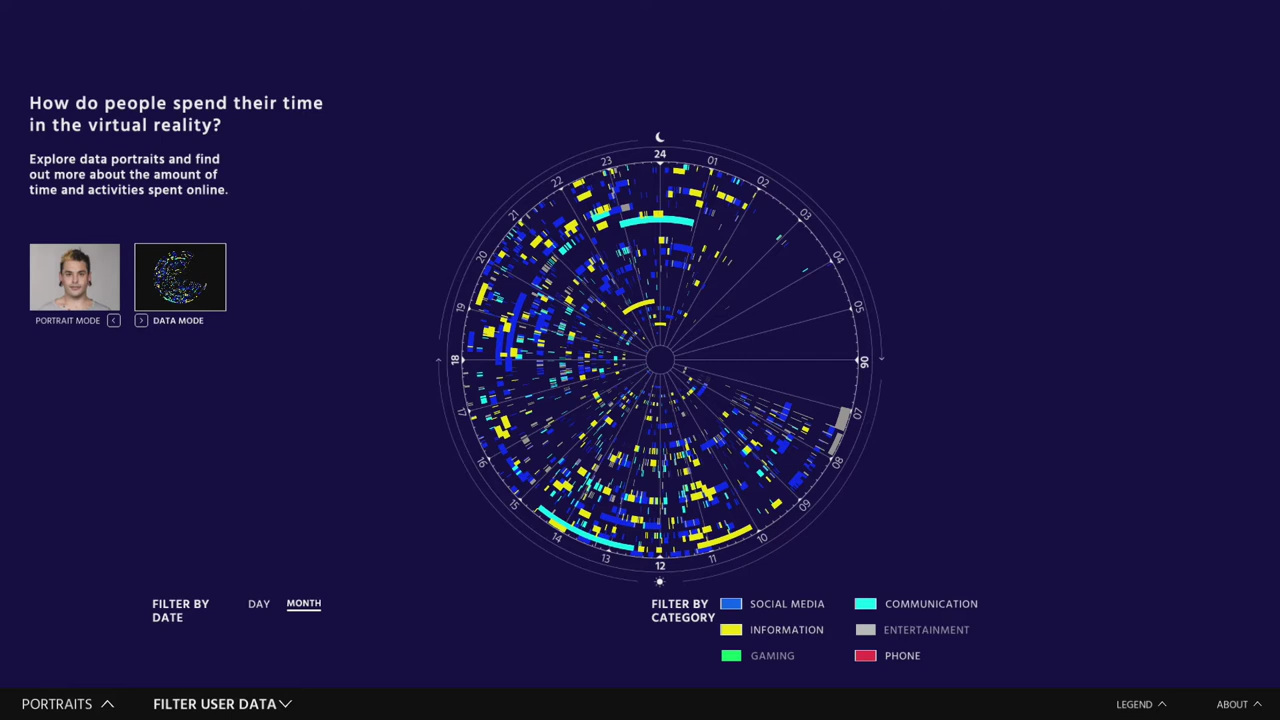 How do people spend their time
in the virtual reality?
Explore data portraits and find
out more about the amount of
time and activities spent online.
PORTRAIT MODE <
> DATA MODE
24
01
02
03
04
05
06
07
08
09
10
11
12
13
14
15
16
17
18
19
20
21
22
23
FILTER BY
DATE
DAY
MONTH
FILTER BY
CATEGORY
SOCIAL MEDIA
COMMUNICATION
INFORMATION
ENTERTAINMENT
GAMING
PHONE
PORTRAITS
FILTER USER DATA
LEGEND
ABOUT